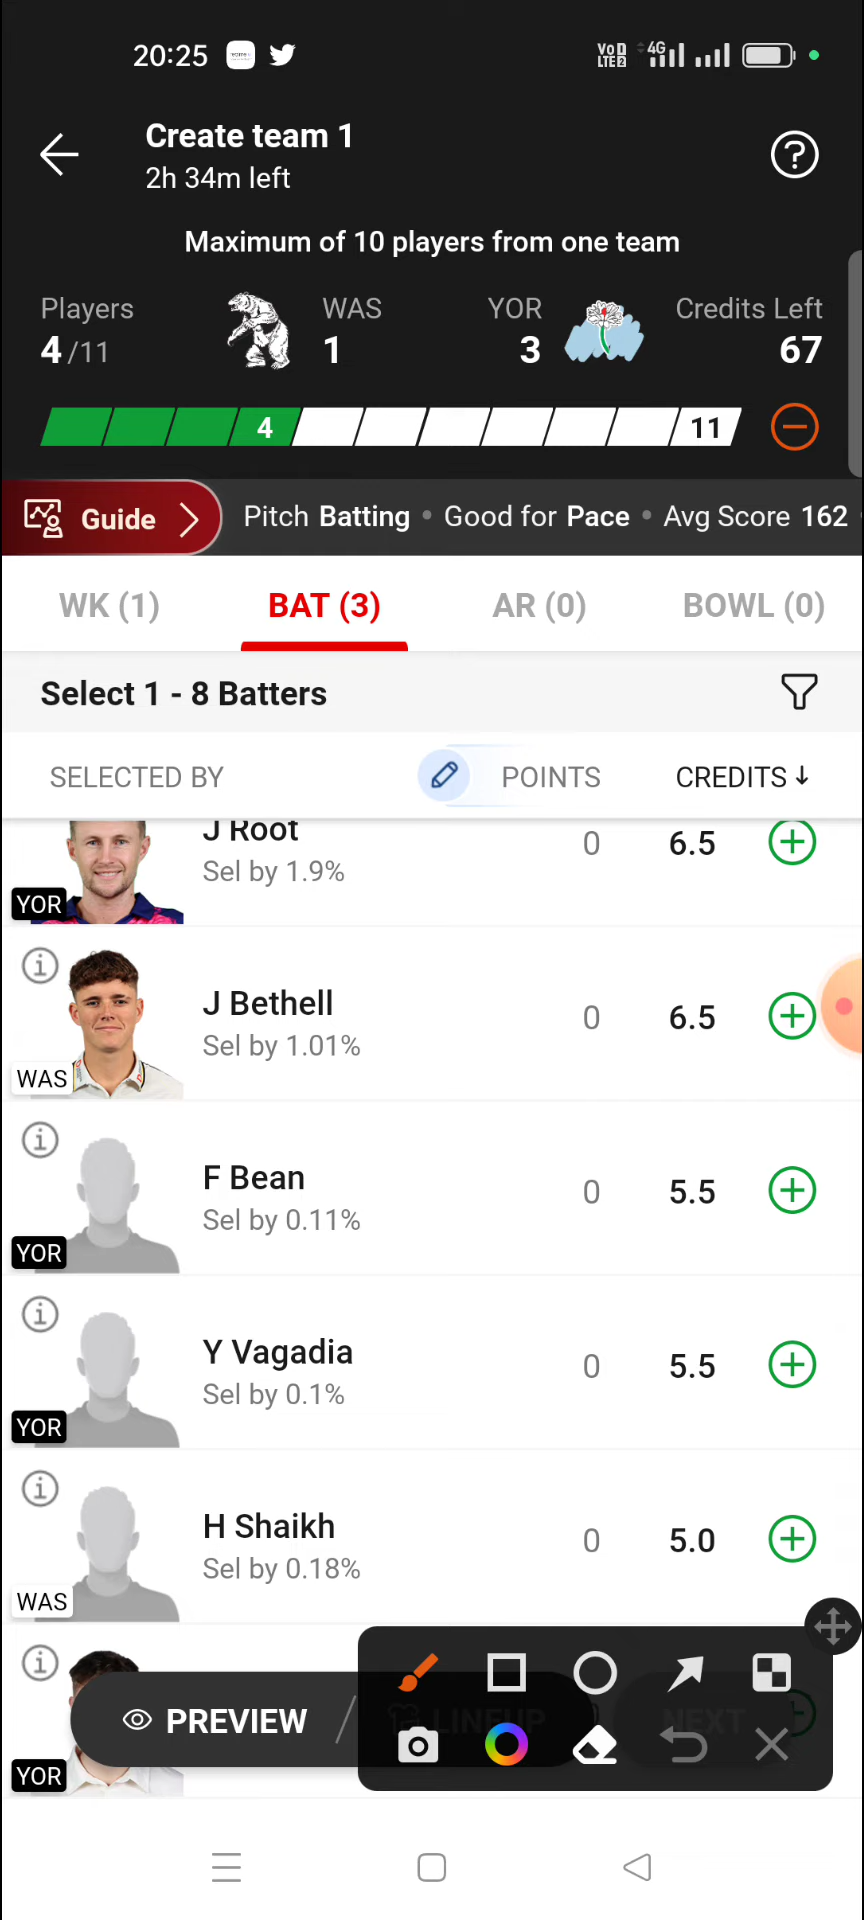 20:25
Vo LTE2 4G
Create team 1
2h 34m left
Maximum of 10 players from one team
Players WAS YOR Credits Left
4/11 1 3 67
4 11
Guide Pitch Batting • Good for Pace • Avg Score 162
WK (1) BAT (3) AR (0) BOWL (0)
Select 1 - 8 Batters
SELECTED BY POINTS CREDITS ↓
J Root 0 6.5
Sel by 1.9%
YOR
J Bethell 0 6.5
Sel by 1.01%
WAS
F Bean 0 5.5
Sel by 0.11%
YOR
Y Vagadia 0 5.5
Sel by 0.1%
YOR
H Shaikh 0 5.0
Sel by 0.18%
WAS
PREVIEW / LINEUP NEXT
YOR